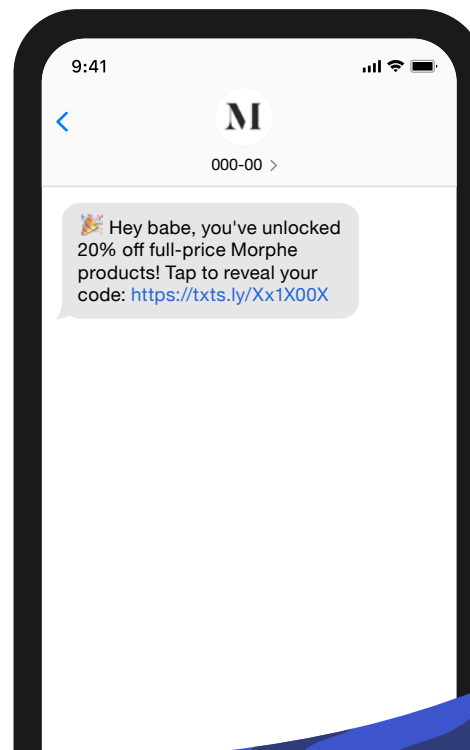 9:41
M
000-00 >
🎉 Hey babe, you've unlocked
20% off full-price Morphe
products! Tap to reveal your
code: https://txts.ly/Xx1X00X